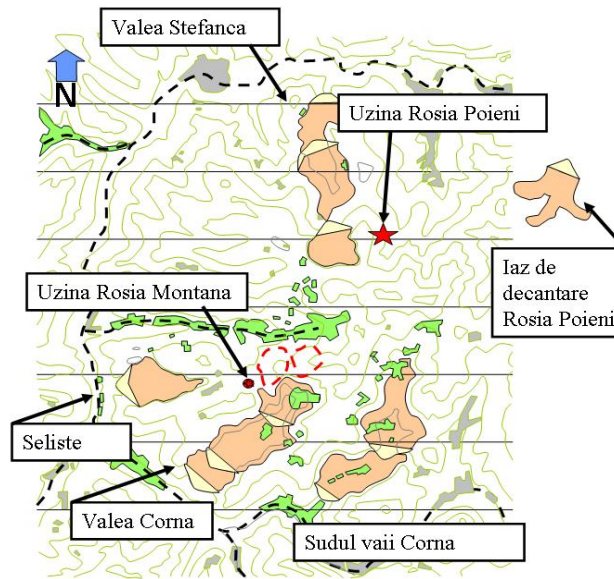 Valea Stefanca
N
Uzina Rosia Poieni
Iaz de
decantare
Rosia Poieni
Uzina Rosia Montana
Seliste
Valea Corna
Sudul vaii Corna